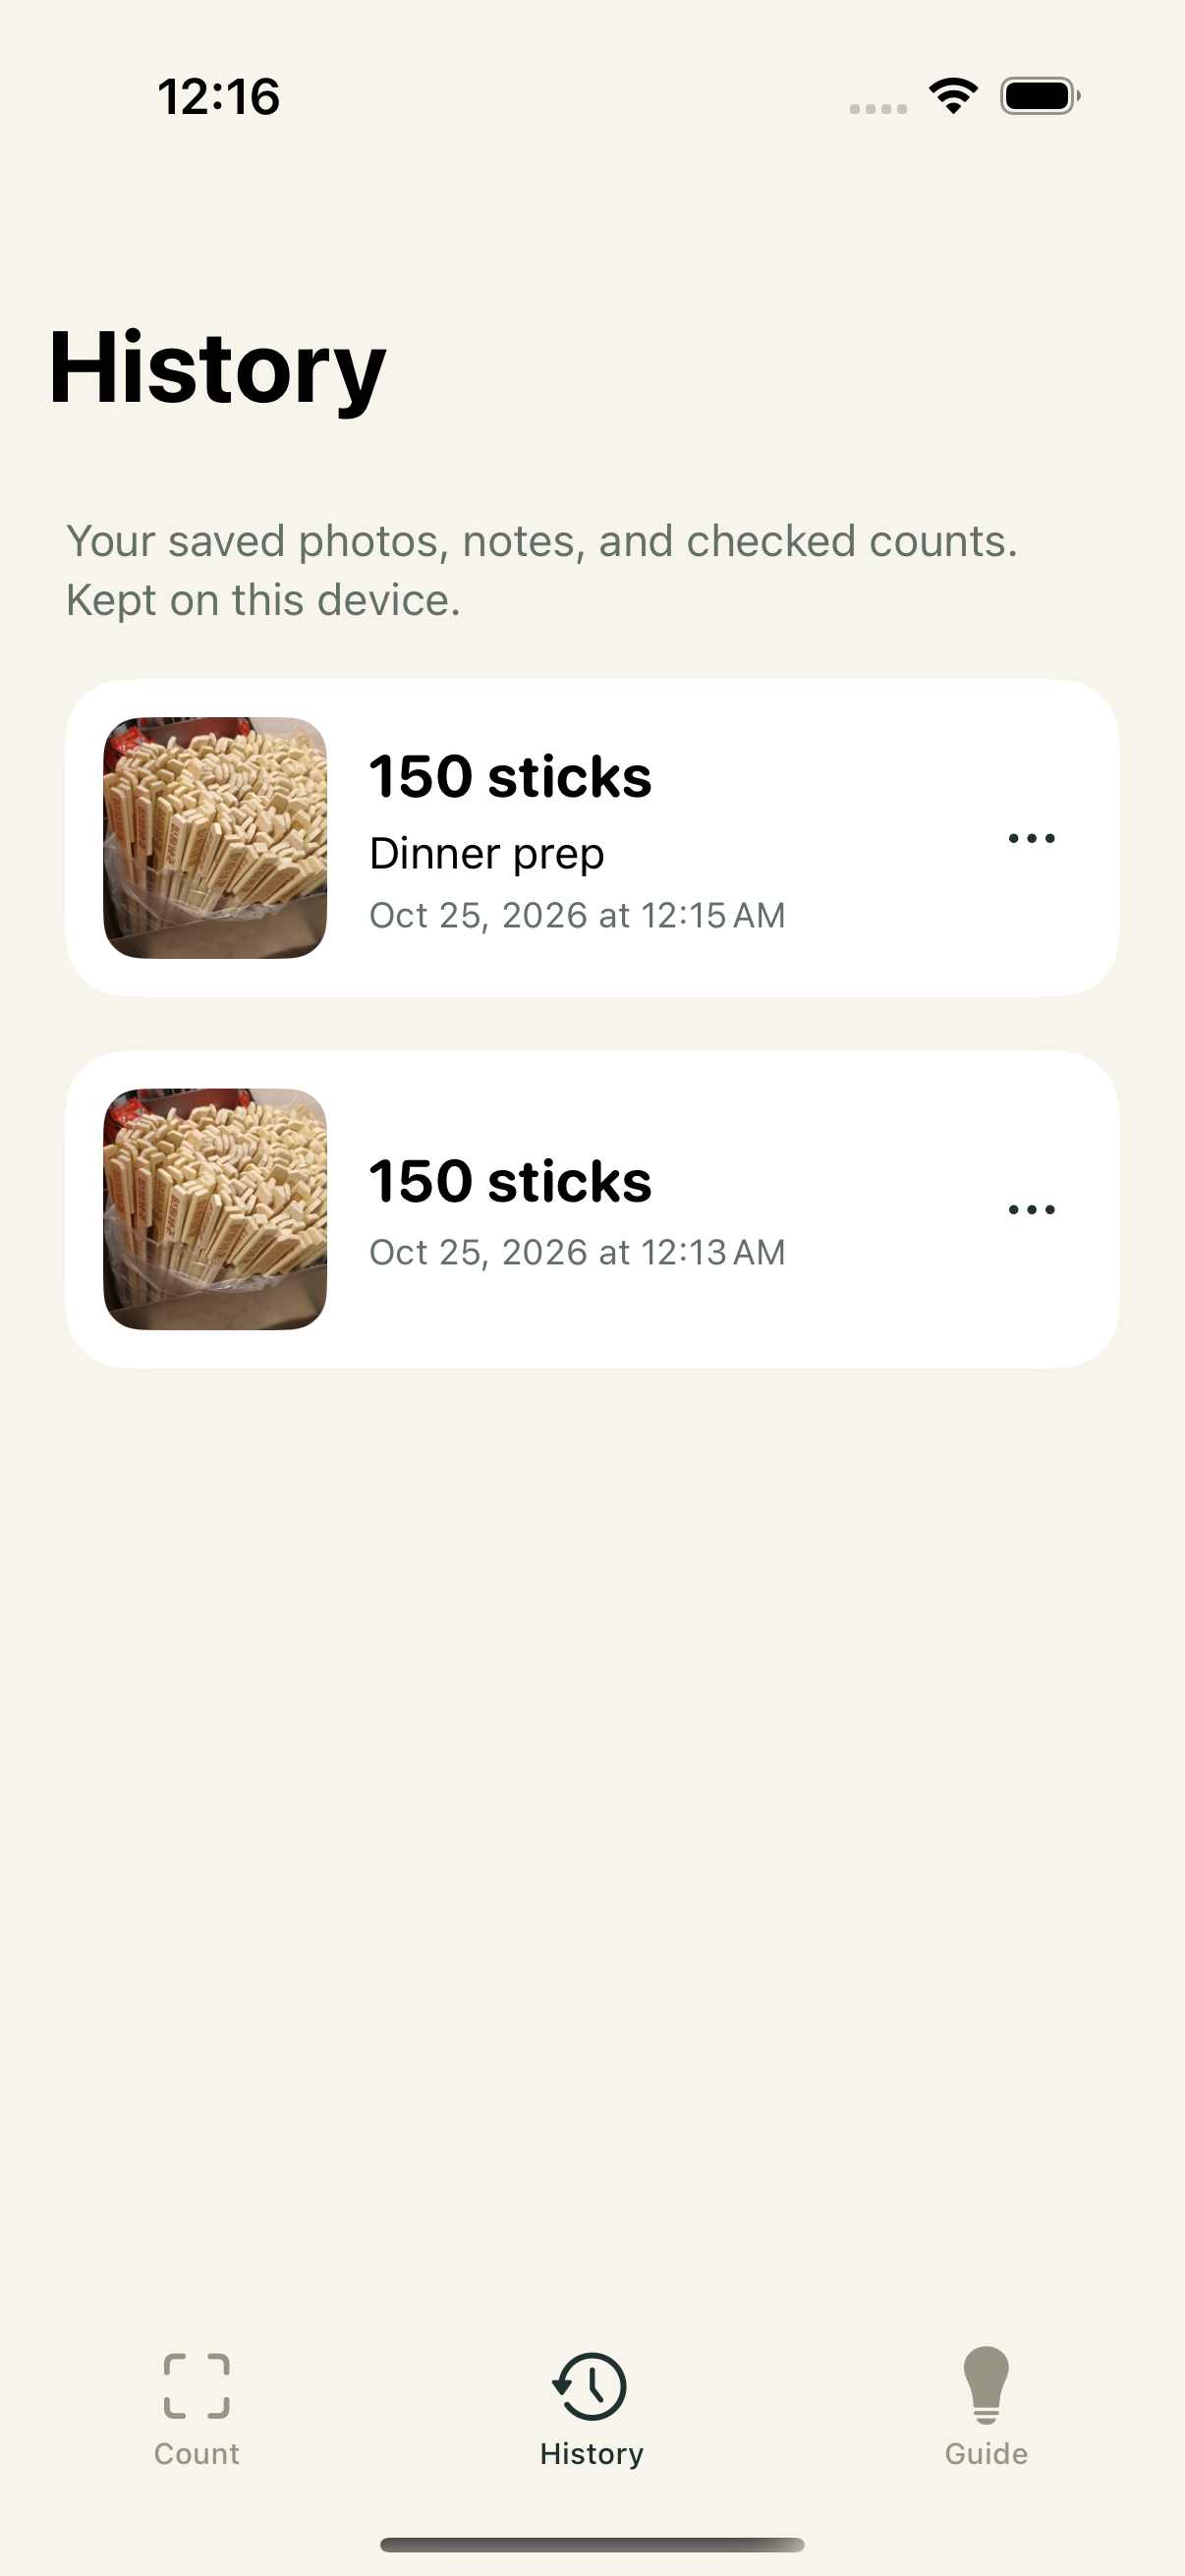 12:16
History
Your saved photos, notes, and checked counts.
Kept on this device.
150 sticks
Dinner prep
Oct 25, 2026 at 12:15 AM
150 sticks
Oct 25, 2026 at 12:13 AM
Count
History
Guide